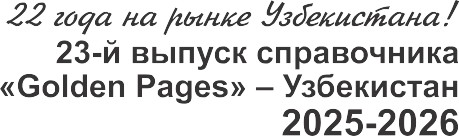 22 года на рынке Узбекистана!
23-й выпуск справочника
«Golden Pages» – Узбекистан
2025-2026